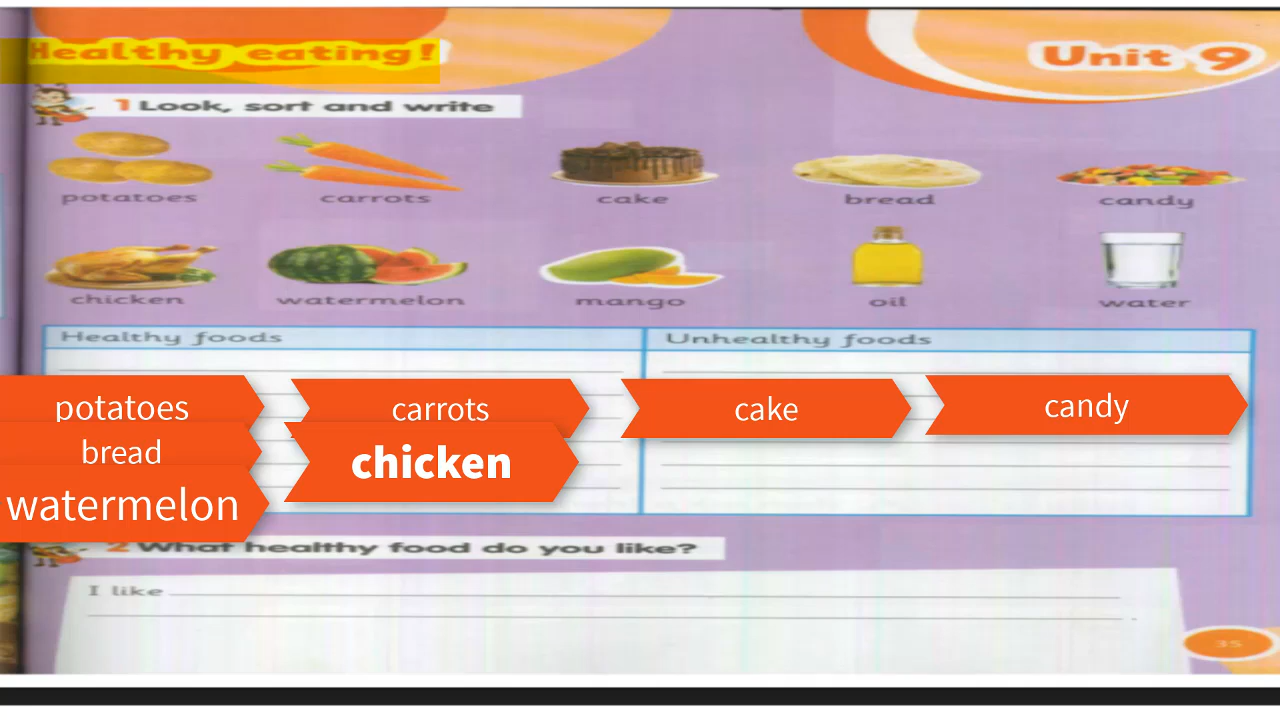 Healthy eating!
Unit 9
1 Look, sort and write
potatoes carrots cake bread candy
chicken watermelon mango oil water
Healthy foods Unhealthy foods
potatoes carrots cake candy
bread
chicken
watermelon
2 What healthy food do you like?
I like
35